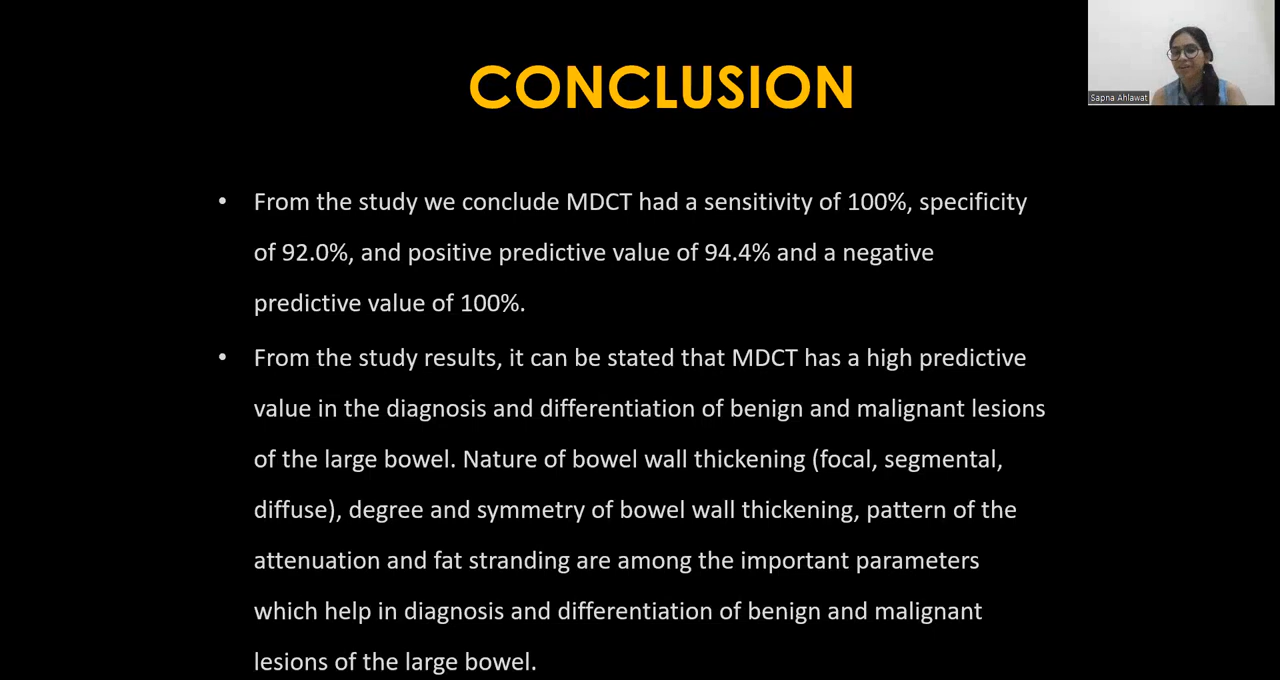 CONCLUSION
Sapna Ahlawat
• From the study we conclude MDCT had a sensitivity of 100%, specificity
of 92.0%, and positive predictive value of 94.4% and a negative
predictive value of 100%.
• From the study results, it can be stated that MDCT has a high predictive
value in the diagnosis and differentiation of benign and malignant lesions
of the large bowel. Nature of bowel wall thickening (focal, segmental,
diffuse), degree and symmetry of bowel wall thickening, pattern of the
attenuation and fat stranding are among the important parameters
which help in diagnosis and differentiation of benign and malignant
lesions of the large bowel.